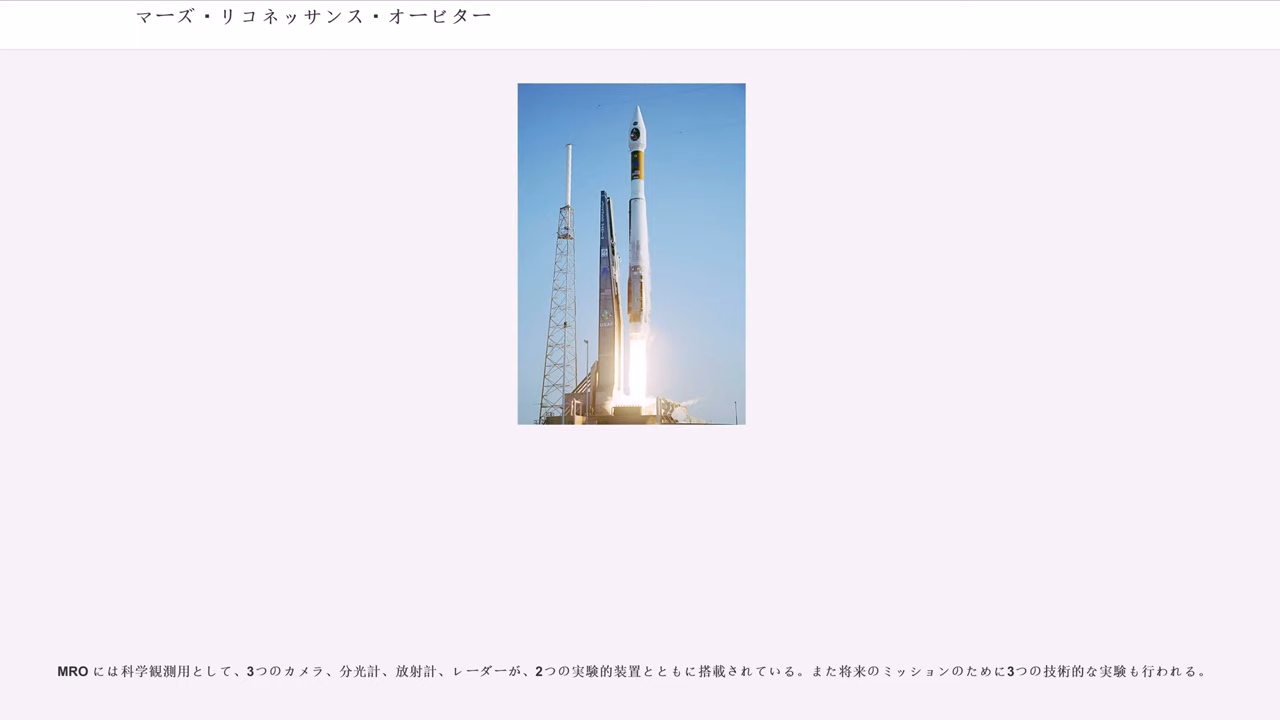 マーズ・リコネッサンス・オービター
MRO には科学観測用として、3つのカメラ、分光計、放射計、レーダーが、2つの実験的装置とともに搭載されている。また将来のミッションのために3つの技術的な実験も行われる。